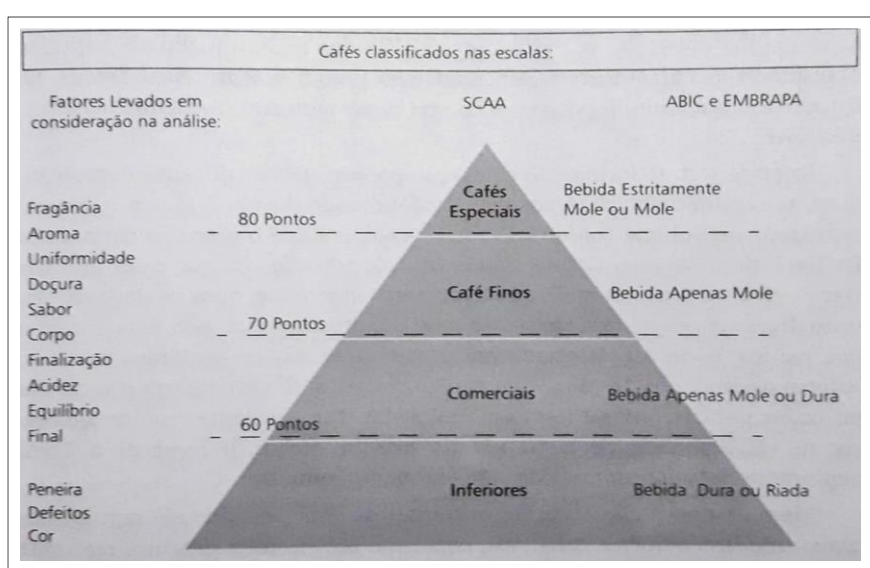 Cafés classificados nas escalas:
Fatores Levados em
consideração na análise:
SCAA
ABIC e EMBRAPA
Fragância
Aroma
Uniformidade
Doçura
Sabor
Corpo
Finalização
Acidez
Equilíbrio
Final
Peneira
Defeitos
Cor
80 Pontos
70 Pontos
60 Pontos
Cafés
Especiais
Café Finos
Comerciais
Inferiores
Bebida Estritamente
Mole ou Mole
Bebida Apenas Mole
Bebida Apenas Mole ou Dura
Bebida Dura ou Riada